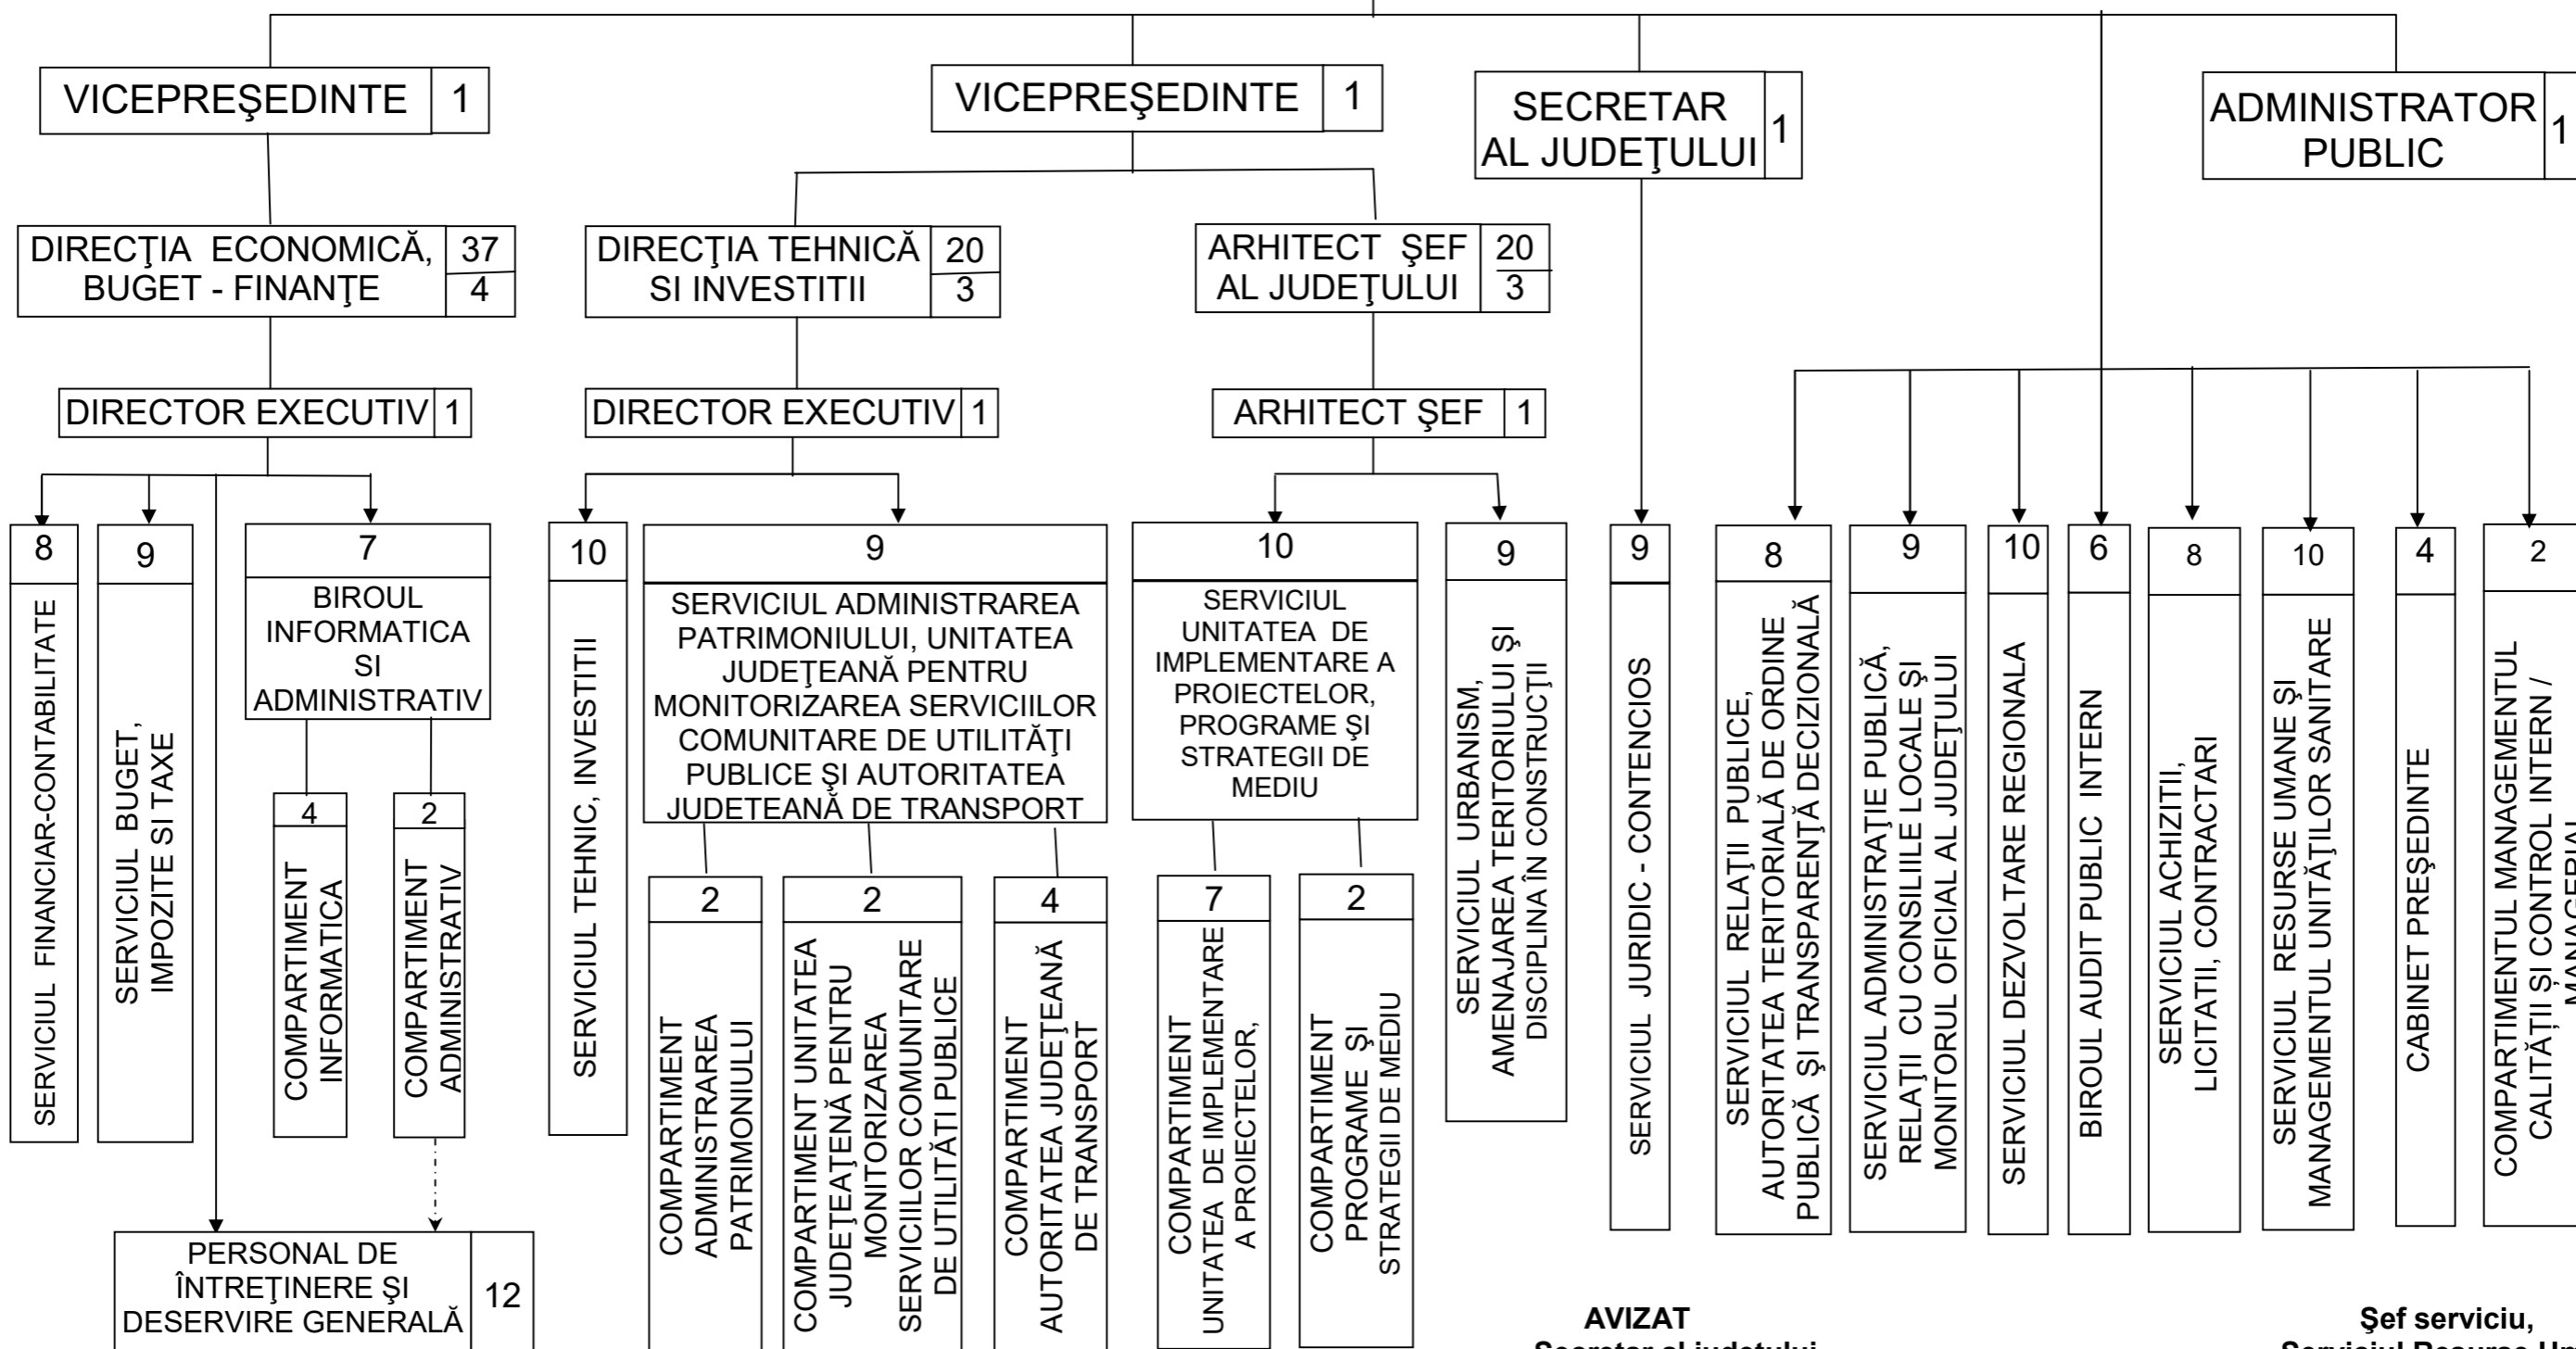 VICEPREŞEDINTE 1
VICEPREŞEDINTE 1
SECRETAR
AL JUDEŢULUI 1
ADMINISTRATOR
PUBLIC 1
DIRECŢIA ECONOMICĂ,
BUGET - FINANŢE
37
4
DIRECŢIA TEHNICĂ
SI INVESTITII
20
3
ARHITECT ŞEF
AL JUDEŢULUI
20
3
DIRECTOR EXECUTIV 1
DIRECTOR EXECUTIV 1
ARHITECT ŞEF 1
8
SERVICIUL FINANCIAR-CONTABILITATE
9
SERVICIUL BUGET,
IMPOZITE SI TAXE
7
BIROUL
INFORMATICA
SI
ADMINISTRATIV
4
COMPARTIMENT
INFORMATICA
2
COMPARTIMENT
ADMINISTRATIV
PERSONAL DE
ÎNTREŢINERE ŞI
DESERVIRE GENERALĂ
12
10
SERVICIUL TEHNIC, INVESTITII
9
SERVICIUL ADMINISTRAREA
PATRIMONIULUI, UNITATEA
JUDEŢEANĂ PENTRU
MONITORIZAREA SERVICIILOR
COMUNITARE DE UTILITĂŢI
PUBLICE ŞI AUTORITATEA
JUDEŢEANĂ DE TRANSPORT
2
COMPARTIMENT
ADMINISTRAREA
PATRIMONIULUI
2
COMPARTIMENT UNITATEA
JUDEŢEAŢENĂ PENTRU
MONITORIZAREA
SERVICIILOR COMUNITARE
DE UTILITĂŢI PUBLICE
4
COMPARTIMENT
AUTORITATEA JUDEŢEANĂ
DE TRANSPORT
10
SERVICIUL
UNITATEA DE
IMPLEMENTARE A
PROIECTELOR,
PROGRAME ŞI
STRATEGII DE
MEDIU
7
COMPARTIMENT
UNITATEA DE IMPLEMENTARE
A PROIECTELOR,
2
COMPARTIMENT
PROGRAME ŞI
STRATEGII DE MEDIU
9
SERVICIUL URBANISM,
AMENAJAREA TERITORIULUI ŞI
DISCIPLINA ÎN CONSTRUCŢII
9
SERVICIUL JURIDIC - CONTENCIOS
8
SERVICIUL RELAŢII PUBLICE,
AUTORITATEA TERITORIALĂ DE ORDINE
PUBLICĂ ŞI TRANSPARENŢĂ DECIZIONALĂ
9
SERVICIUL ADMINISTRAŢIE PUBLICĂ,
RELAŢII CU CONSILIILE LOCALE ŞI
MONITORUL OFICIAL AL JUDEŢULUI
10
SERVICIUL DEZVOLTARE REGIONALA
6
BIROUL AUDIT PUBLIC INTERN
8
SERVICIUL ACHIZITII,
LICITATII, CONTRACTARI
10
SERVICIUL RESURSE UMANE ŞI
MANAGEMENTUL UNITĂŢILOR SANITARE
4
CABINET PREŞEDINTE
2
COMPARTIMENTUL MANAGEMENTUL
CALITĂȚII ȘI CONTROL INTERN /
MANAGERIAL
AVIZAT
Secretar al judeţului
Şef serviciu,
Serviciul Resurse